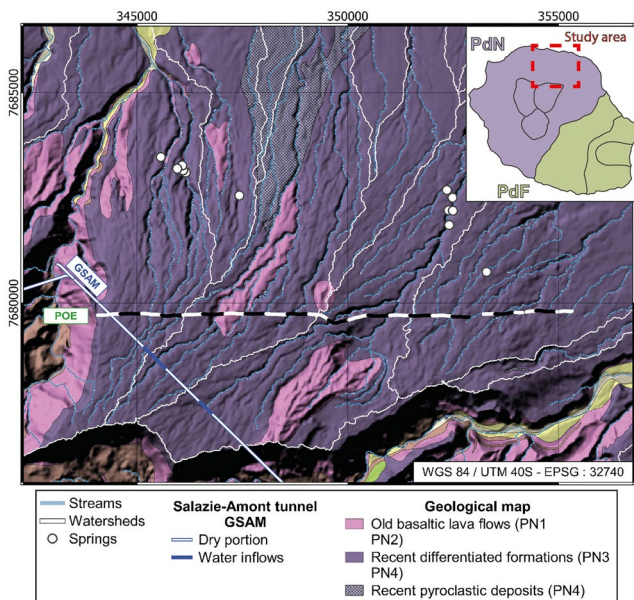 345000 350000 355000
7685000
7680000
PdN
Study area
PdF
GSAM
POE
WGS 84 / UTM 40S - EPSG : 32740
Streams
Watersheds
Springs
Salazie-Amont tunnel
GSAM
Dry portion
Water inflows
Geological map
Old basaltic lava flows (PN1
PN2)
Recent differentiated formations (PN3
PN4)
Recent pyroclastic deposits (PN4)